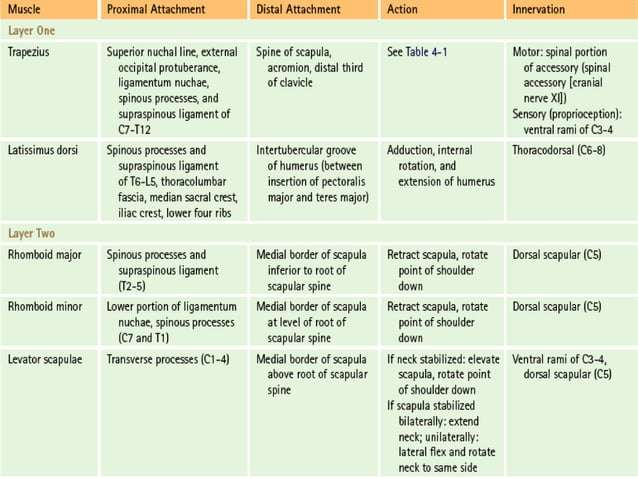 Muscle Proximal Attachment Distal Attachment Action Innervation
Layer One
Trapezius
Superior nuchal line, external
occipital protuberance,
ligamentum nuchae,
spinous processes, and
supraspinous ligament of
C7-T12
Spine of scapula,
acromion, distal third
of clavicle
See Table 4-1
Motor: spinal portion
of accessory (spinal
accessory [cranial
nerve XI])
Sensory (proprioception):
ventral rami of C3-4
Latissimus dorsi
Spinous processes and
supraspinous ligament
of T6-L5, thoracolumbar
fascia, median sacral crest,
iliac crest, lower four ribs
Intertubercular groove
of humerus (between
insertion of pectoralis
major and teres major)
Adduction, internal
rotation, and
extension of humerus
Thoracodorsal (C6-8)
Layer Two
Rhomboid major
Spinous processes and
supraspinous ligament
(T2-5)
Medial border of scapula
inferior to root of
scapular spine
Retract scapula, rotate
point of shoulder
down
Dorsal scapular (C5)
Rhomboid minor
Lower portion of ligamentum
nuchae, spinous processes
(C7 and T1)
Medial border of scapula
at level of root of
scapular spine
Retract scapula, rotate
point of shoulder
down
Dorsal scapular (C5)
Levator scapulae
Transverse processes (C1-4)
Medial border of scapula
above root of scapular
spine
If neck stabilized: elevate
scapula, rotate point
of shoulder down
If scapula stabilized
bilaterally: extend
neck; unilaterally:
lateral flex and rotate
neck to same side
Ventral rami of C3-4,
dorsal scapular (C5)